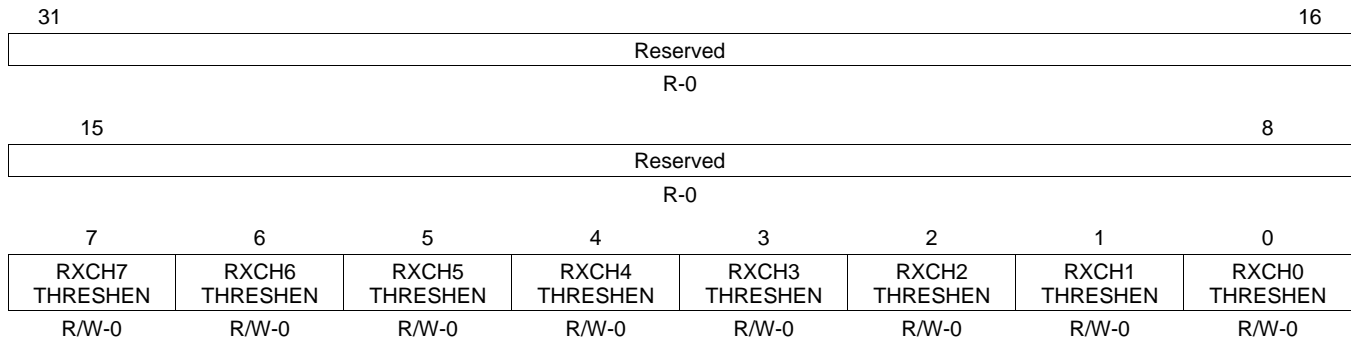 31 16
Reserved
R-0
15 8
Reserved
R-0
7 6 5 4 3 2 1 0
RXCH7 RXCH6 RXCH5 RXCH4 RXCH3 RXCH2 RXCH1 RXCH0
THRESHEN THRESHEN THRESHEN THRESHEN THRESHEN THRESHEN THRESHEN THRESHEN
R/W-0 R/W-0 R/W-0 R/W-0 R/W-0 R/W-0 R/W-0 R/W-0